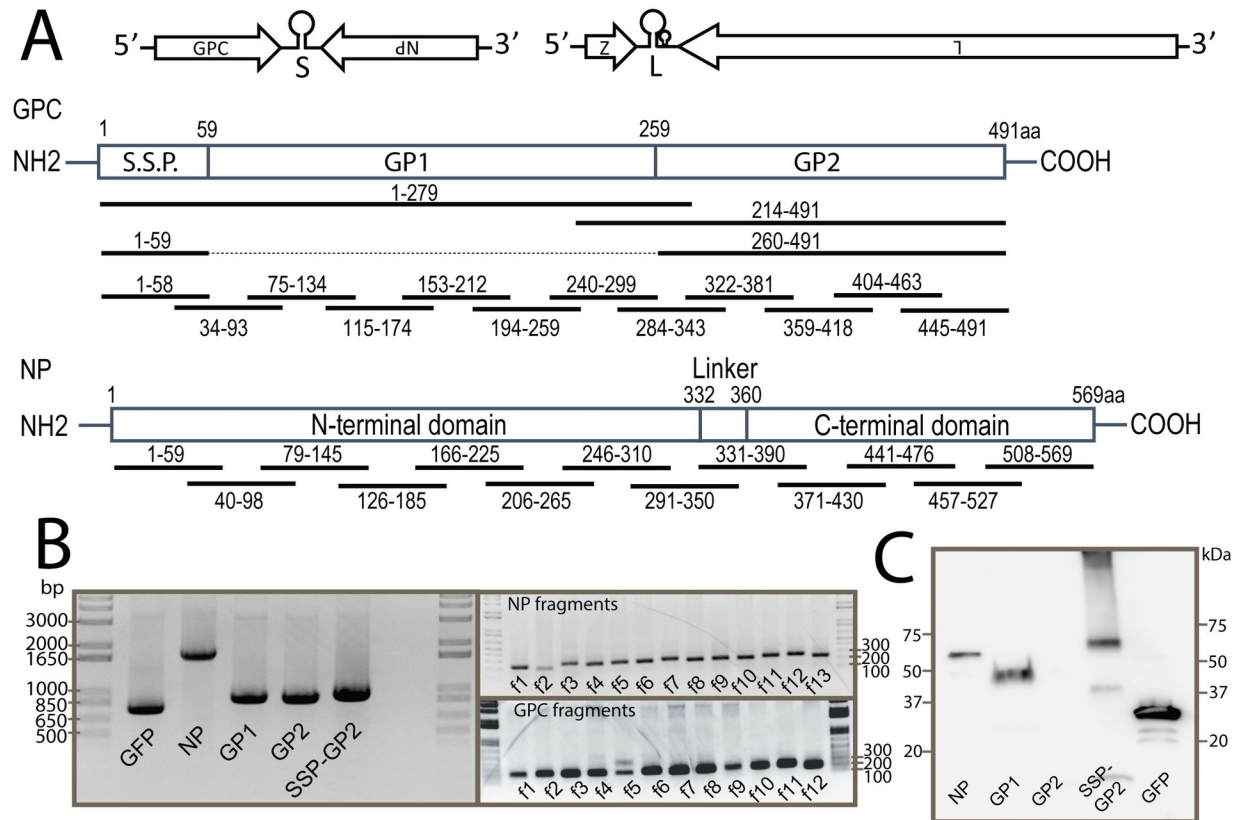 A
5’ GPC S NP 3’ 5’ Z L L 3’
GPC
1 59 259 491aa
NH2 S.S.P. GP1 GP2 COOH
1-279
214-491
1-59 260-491
1-58 75-134 153-212 240-299 322-381 404-463
34-93 115-174 194-259 284-343 359-418 445-491
NP Linker
1 332 360 569aa
NH2 N-terminal domain C-terminal domain COOH
1-59 79-145 166-225 246-310 331-390 441-476 508-569
40-98 126-185 206-265 291-350 371-430 457-527
B
bp
3000
2000
1650
1000
850
650
500
GFP NP GP1 GP2 SSP-GP2
NP fragments
300
200
100
f1 f2 f3 f4 f5 f6 f7 f8 f9 f10 f11 f12 f13
GPC fragments
300
200
100
f1 f2 f3 f4 f5 f6 f7 f8 f9 f10 f11 f12
C
kDa
75
50
37
20
75
50
37
20
NP GP1 GP2 SSP-
GP2 GFP